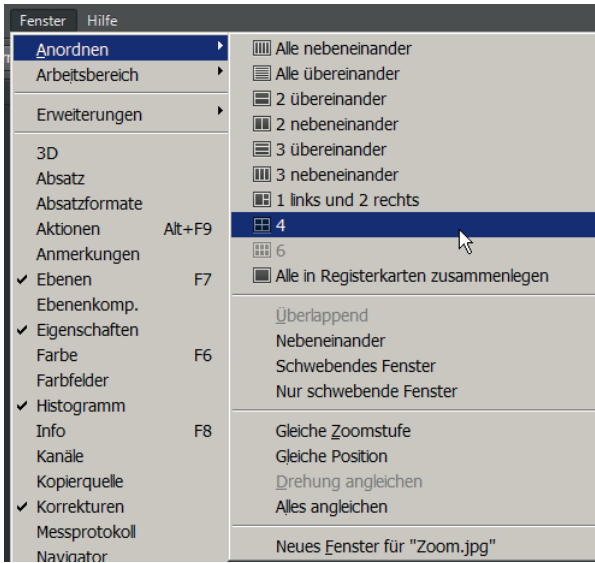 Fenster Hilfe
Anordnen
Arbeitsbereich
Erweiterungen
3D
Absatz
Absatzformate
Aktionen Alt+F9
Anmerkungen
Ebenen F7
Ebenenkomp.
Eigenschaften
Farbe F6
Farbfelder
Histogramm
Info F8
Kanäle
Kopierquelle
Korrekturen
Messprotokoll
Navigator
Alle nebeneinander
Alle übereinander
2 übereinander
2 nebeneinander
3 übereinander
3 nebeneinander
1 links und 2 rechts
4
6
Alle in Registerkarten zusammenlegen
Überlappend
Nebeneinander
Schwebendes Fenster
Nur schwebende Fenster
Gleiche Zoomstufe
Gleiche Position
Drehung angleichen
Alles angleichen
Neues Fenster für "Zoom.jpg"